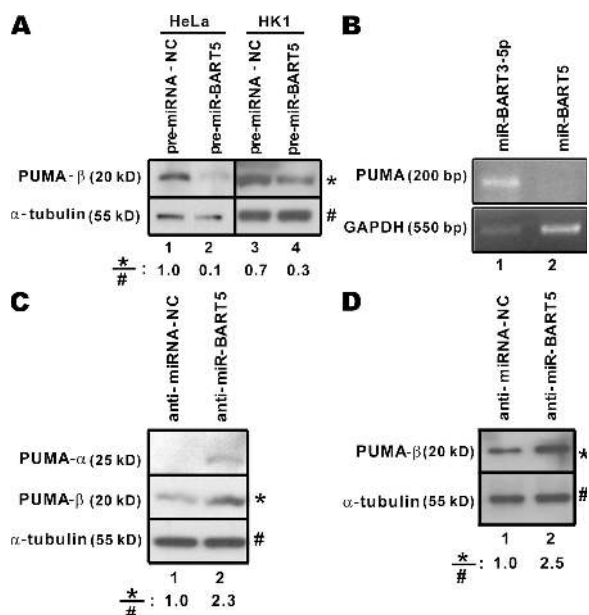 A
HeLa HK1
pre-miRNA-NC
pre-miR-BART5
pre-miRNA-NC
pre-miR-BART5
PUMA-β (20 kD) *
α-tubulin (55 kD) #
1 2 3 4
*/# : 1.0 0.1 0.7 0.3
B
miR-BART3-5p
miR-BART5
PUMA (200 bp)
GAPDH (550 bp)
1 2
C
anti-miRNA-NC
anti-miR-BART5
PUMA-α (25 kD)
PUMA-β (20 kD) *
α-tubulin (55 kD) #
1 2
*/# : 1.0 2.3
D
anti-miRNA-NC
anti-miR-BART5
PUMA-β (20 kD) *
α-tubulin (55 kD) #
1 2
*/# : 1.0 2.5